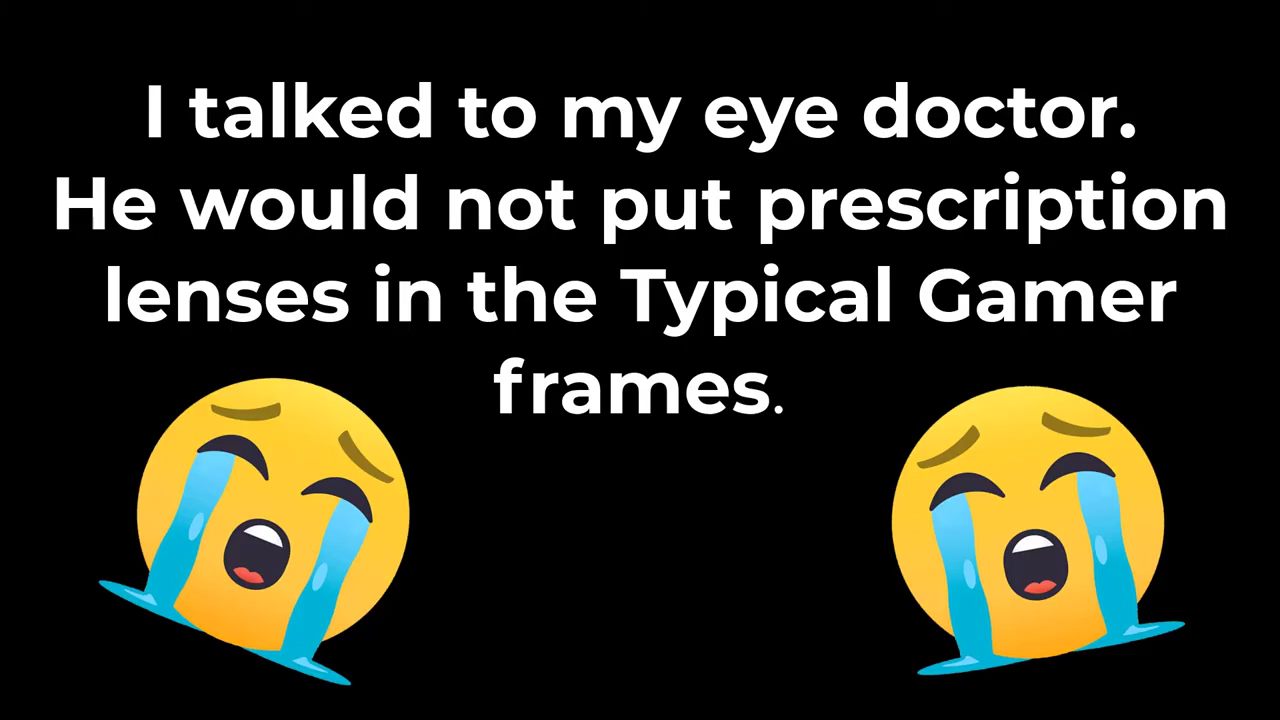 I talked to my eye doctor.
He would not put prescription
lenses in the Typical Gamer
frames.